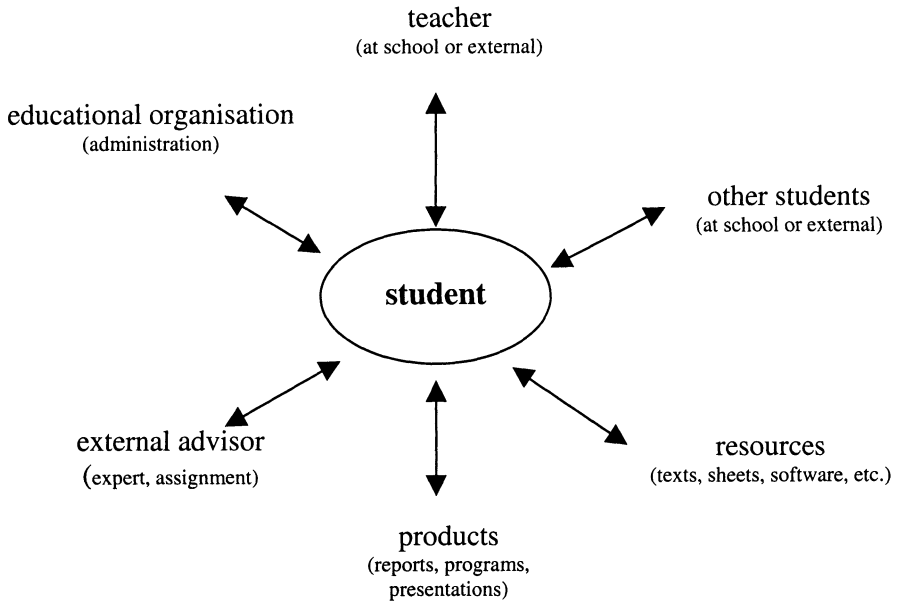 teacher
(at school or external)
educational organisation
(administration)
other students
(at school or external)
student
external advisor
(expert, assignment)
resources
(texts, sheets, software, etc.)
products
(reports, programs,
presentations)